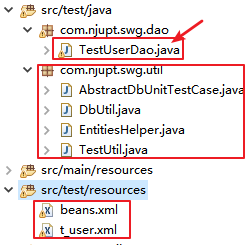 src/test/java
com.njupt.swg.dao
TestUserDao.java
com.njupt.swg.util
AbstractDbUnitTestCase.java
DbUtil.java
EntitiesHelper.java
TestUtil.java
src/main/resources
src/test/resources
beans.xml
t_user.xml